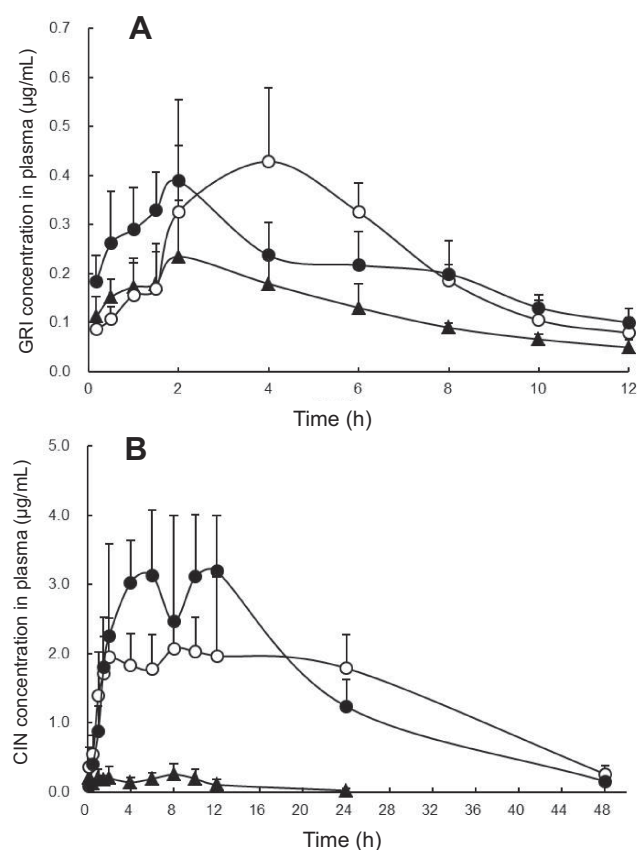 A
GRI concentration in plasma (µg/mL)
0.7
0.6
0.5
0.4
0.3
0.2
0.1
0.0
0 2 4 6 8 10 12
Time (h)
B
CIN concentration in plasma (µg/mL)
5.0
4.0
3.0
2.0
1.0
0.0
0 4 8 12 16 20 24 28 32 36 40 44 48
Time (h)